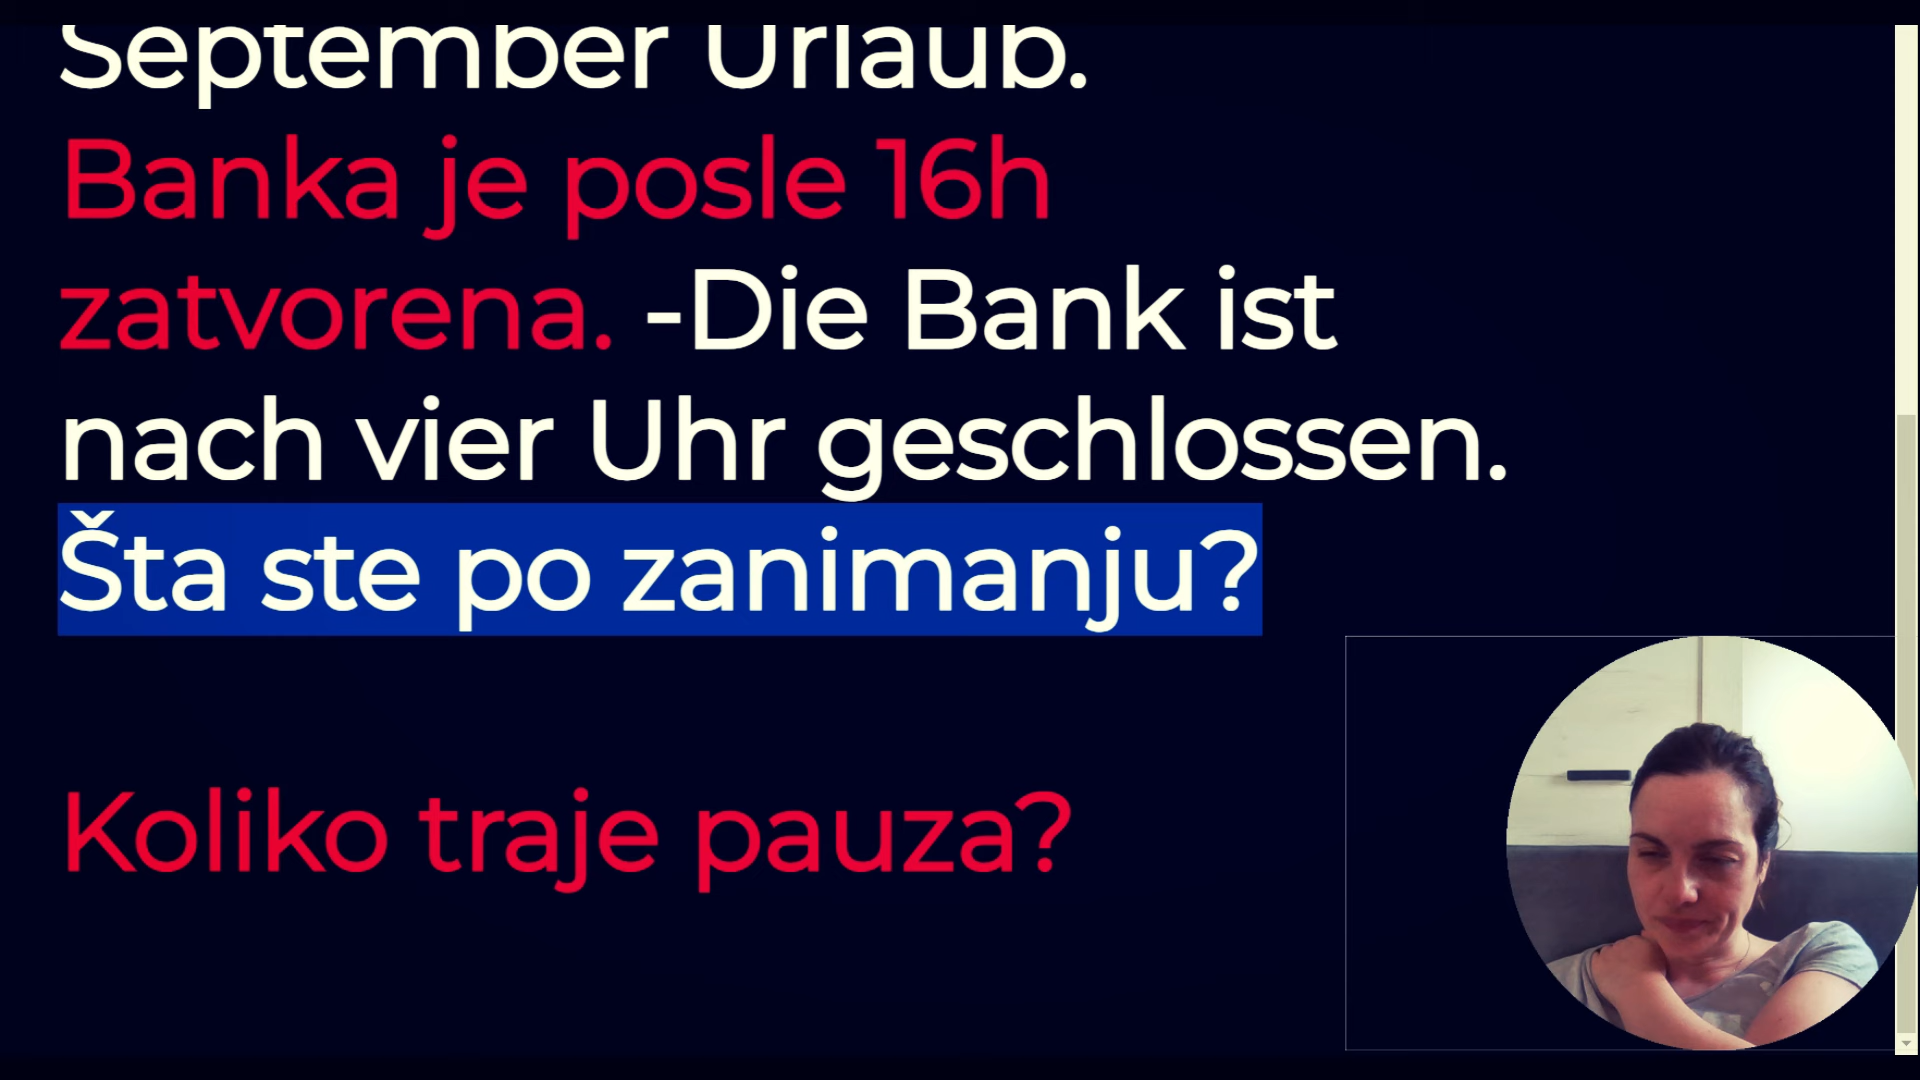 September Urlaub.
Banka je posle 16h
zatvorena. -Die Bank ist
nach vier Uhr geschlossen.
Šta ste po zanimanju?
Koliko traje pauza?